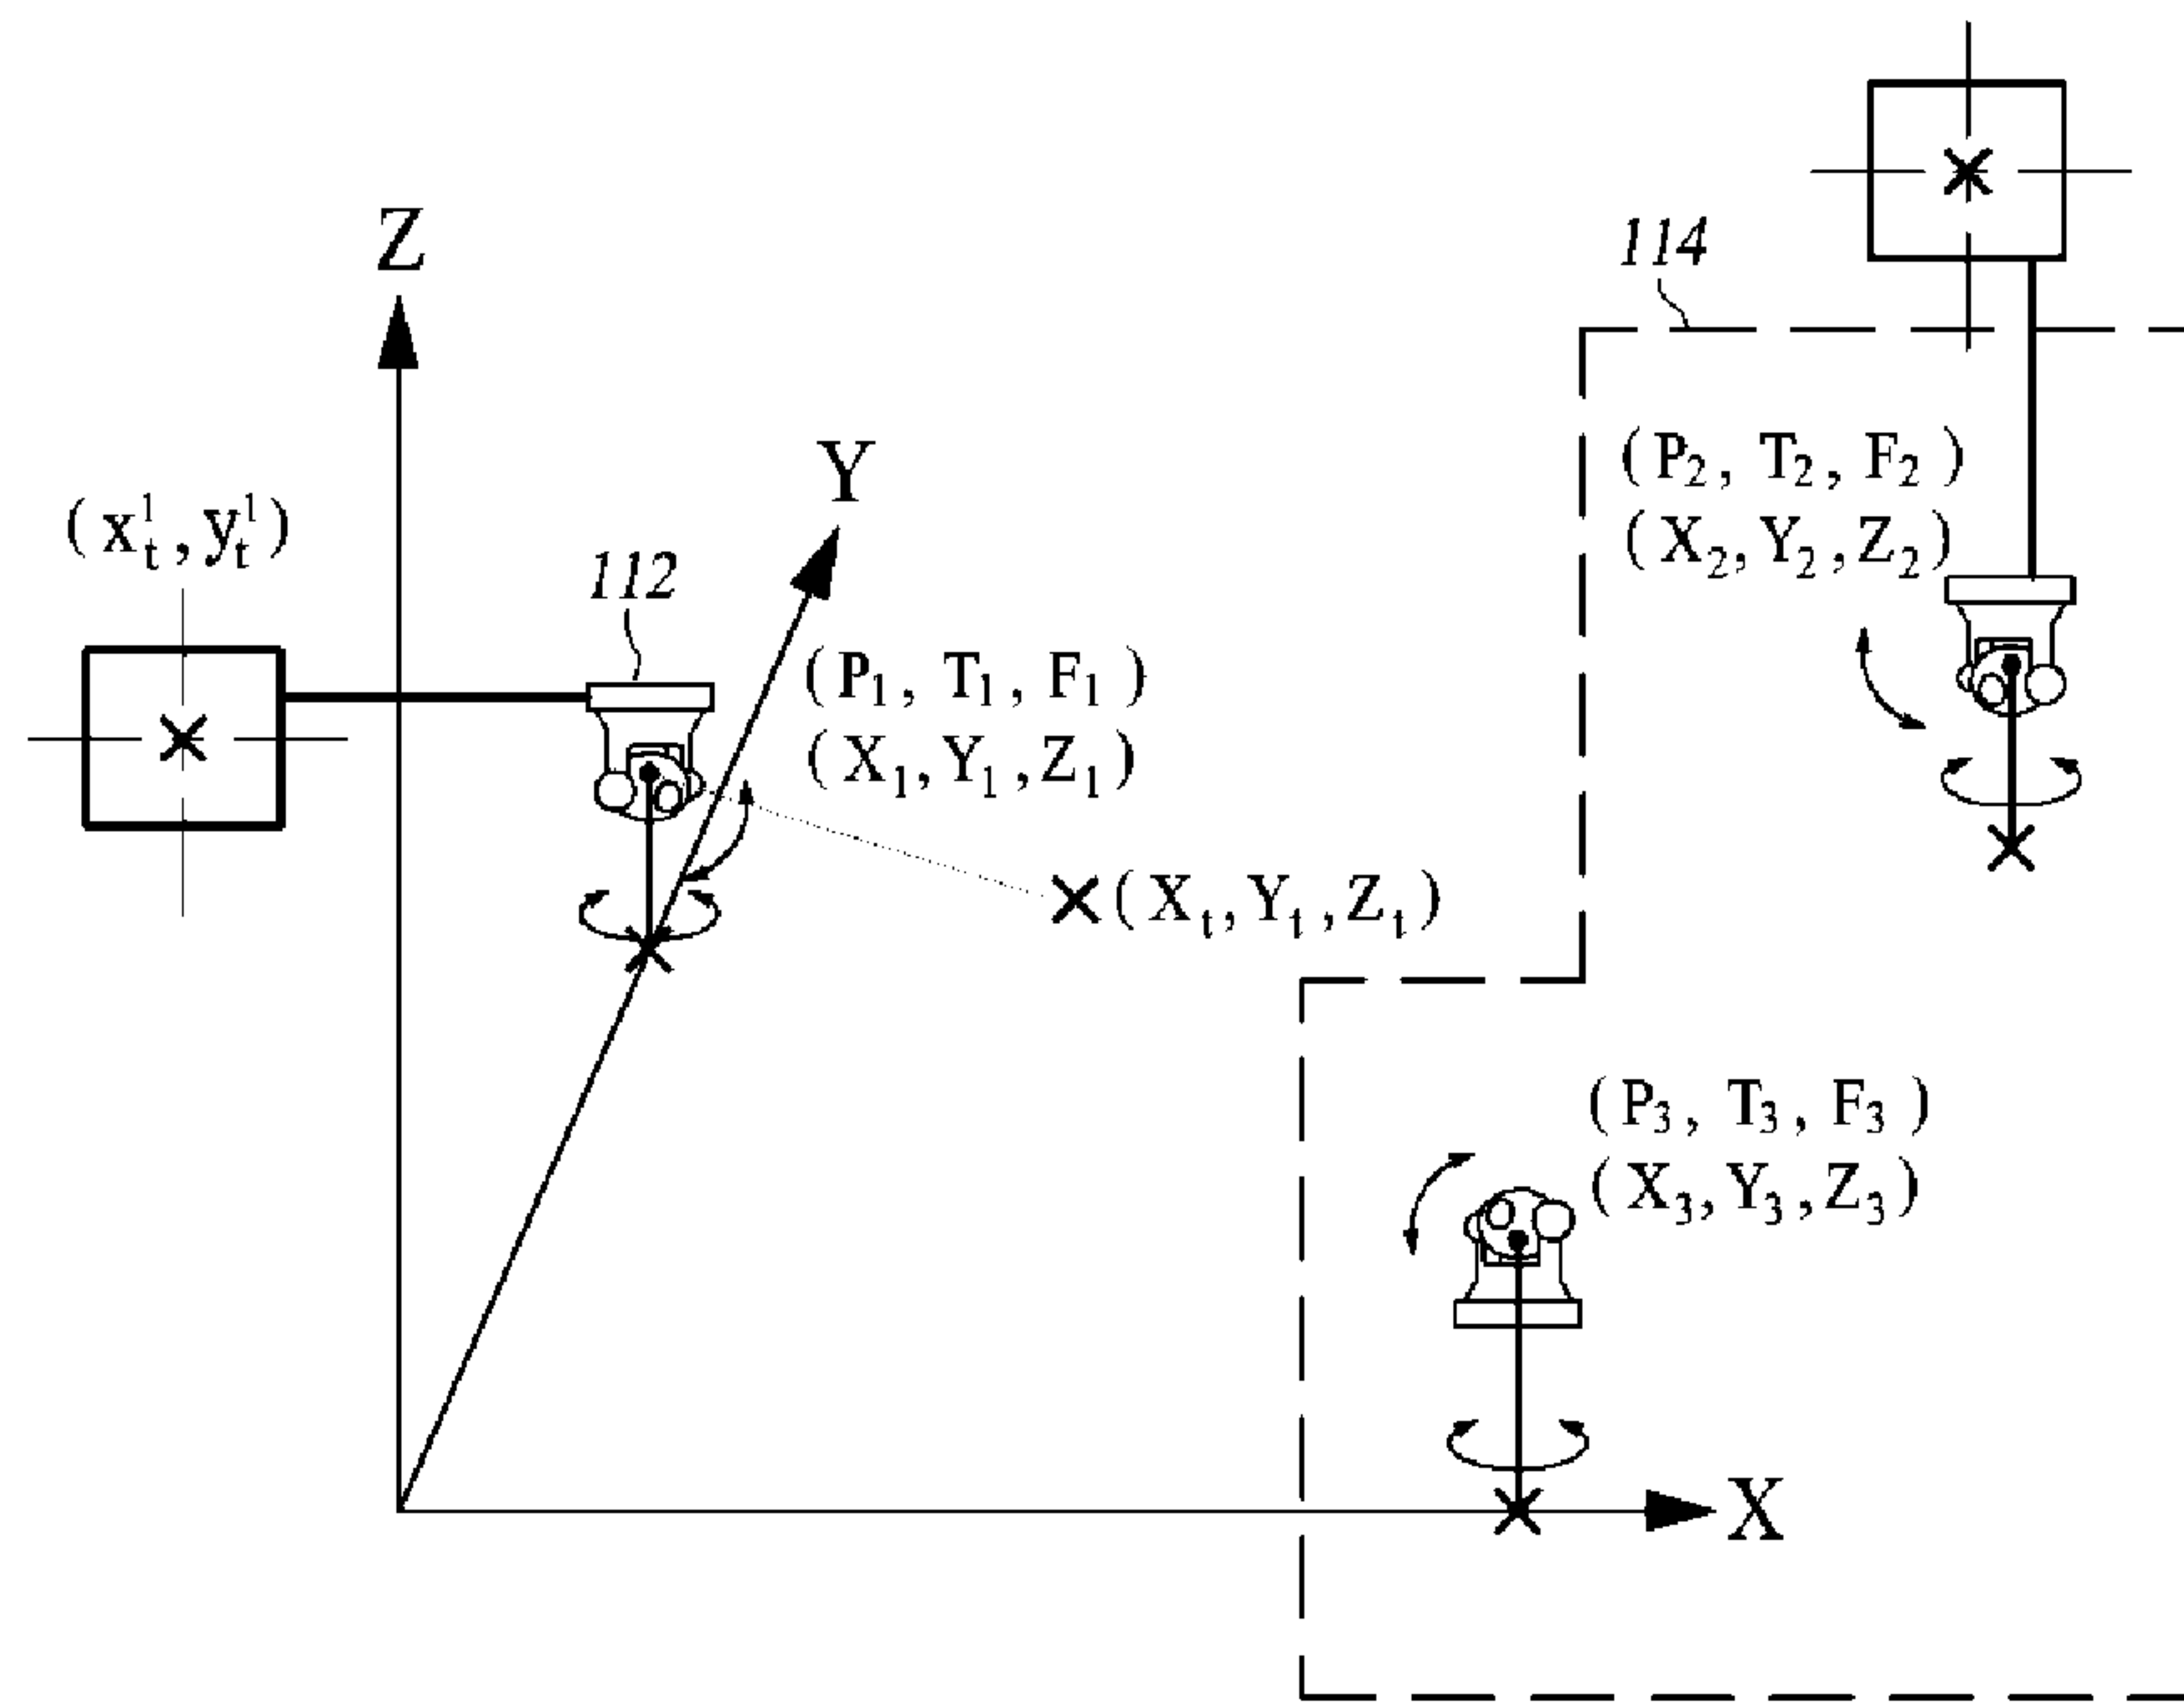 Z
114
Y
(P₂, T₂, F₂)
(X₂, Y₂, Z₂)
(x¹ₜ, y¹ₜ)
112
(P₁, T₁, F₁)
(X₁, Y₁, Z₁)
(Xₜ, Yₜ, Zₜ)
(P₃, T₃, F₃)
(X₃, Y₃, Z₃)
X